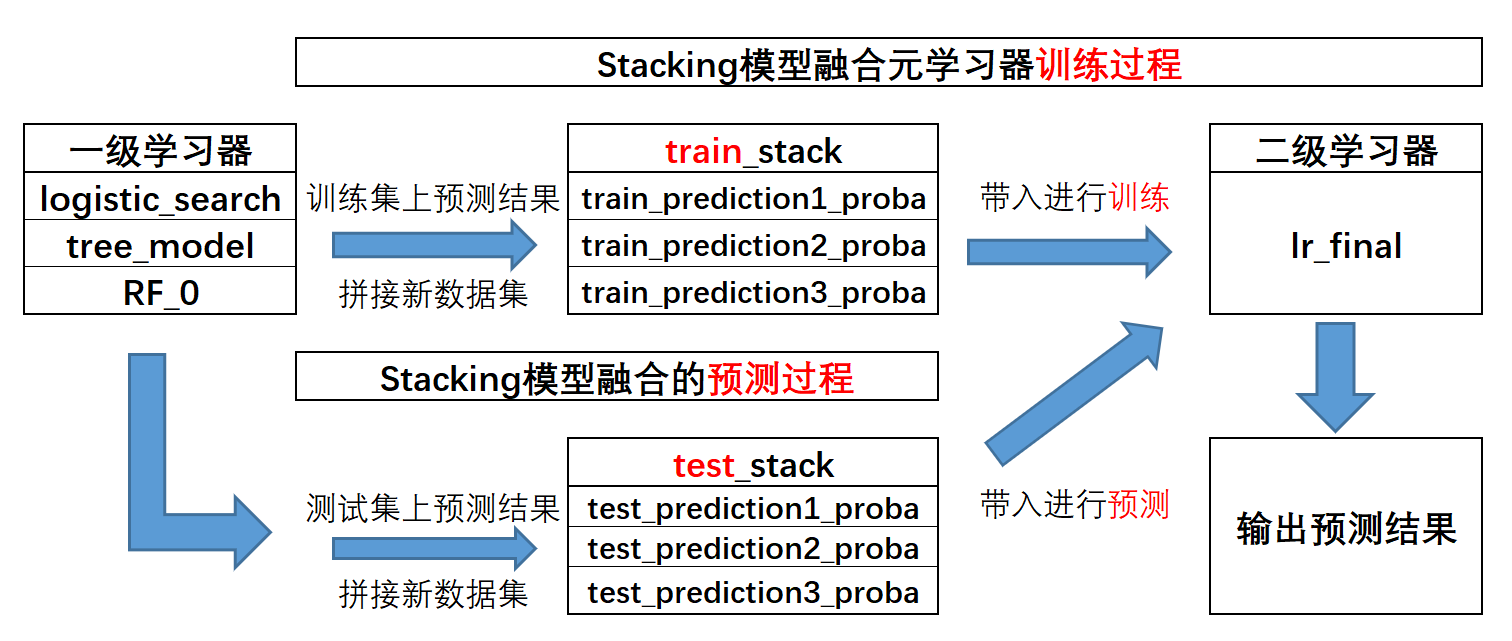 Stacking模型融合元学习器训练过程
一级学习器
logistic_search
tree_model
RF_0
训练集上预测结果
拼接新数据集
train_stack
train_prediction1_proba
train_prediction2_proba
train_prediction3_proba
带入进行训练
二级学习器
lr_final
Stacking模型融合的预测过程
测试集上预测结果
拼接新数据集
test_stack
test_prediction1_proba
test_prediction2_proba
test_prediction3_proba
带入进行预测
输出预测结果